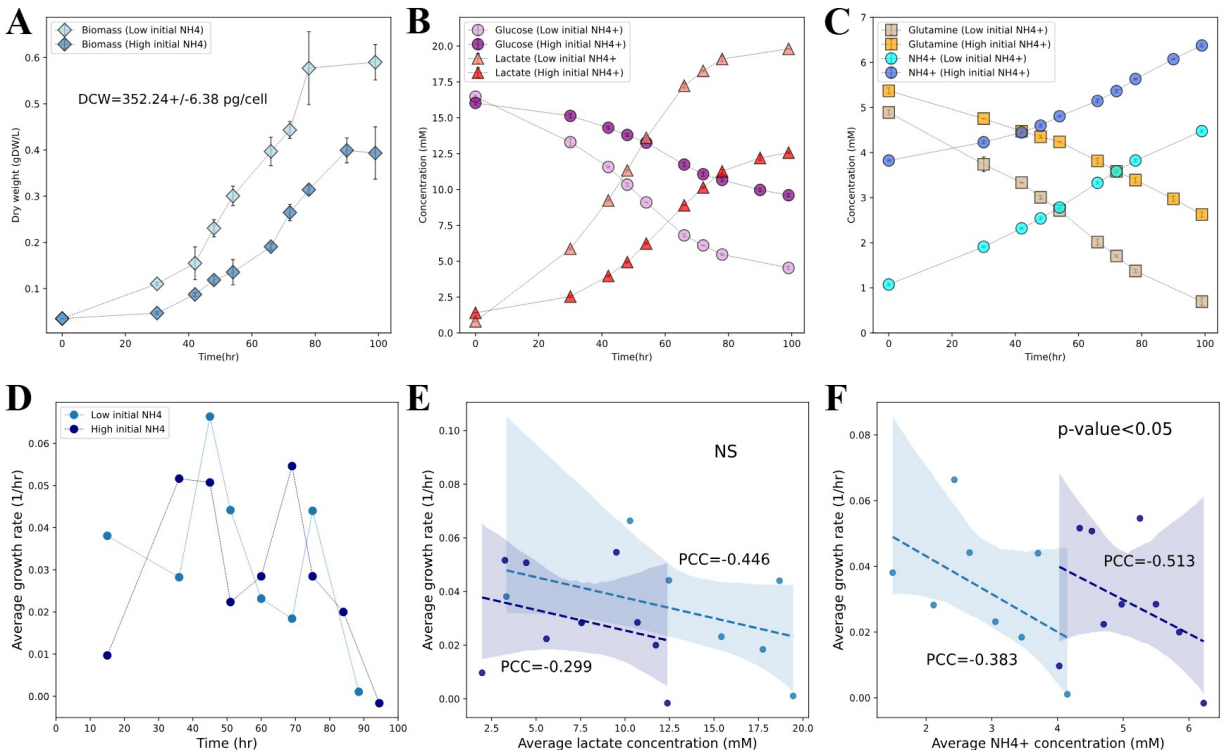 A
Biomass (Low initial NH4)
Biomass (High initial NH4)
DCW=352.24+/-6.38 pg/cell
Dry weight (gDW/L)
0.6
0.5
0.4
0.3
0.2
0.1
0 20 40 60 80 100
Time(hr)
B
Glucose (Low initial NH4+)
Glucose (High initial NH4+)
Lactate (Low initial NH4+
Lactate (High initial NH4+)
Concentration (mM)
20.0
17.5
15.0
12.5
10.0
7.5
5.0
2.5
0.0
0 20 40 60 80 100
Time(hr)
C
Glutamine (Low initial NH4+)
Glutamine (High initial NH4+)
NH4+ (Low initial NH4+)
NH4+ (High initial NH4+)
Concentration (mM)
7
6
5
4
3
2
1
0
0 20 40 60 80 100
Time(hr)
D
Low initial NH4
High initial NH4
Average growth rate (1/hr)
0.06
0.05
0.04
0.03
0.02
0.01
0.00
0 10 20 30 40 50 60 70 80 90 100
Time (hr)
E
NS
PCC=-0.446
PCC=-0.299
Average growth rate (1/hr)
0.10
0.08
0.06
0.04
0.02
0.00
2.5 5.0 7.5 10.0 12.5 15.0 17.5 20.0
Average lactate concentration (mM)
F
p-value<0.05
PCC=-0.513
PCC=-0.383
Average growth rate (1/hr)
0.08
0.06
0.04
0.02
0.00
2 3 4 5 6
Average NH4+ concentration (mM)